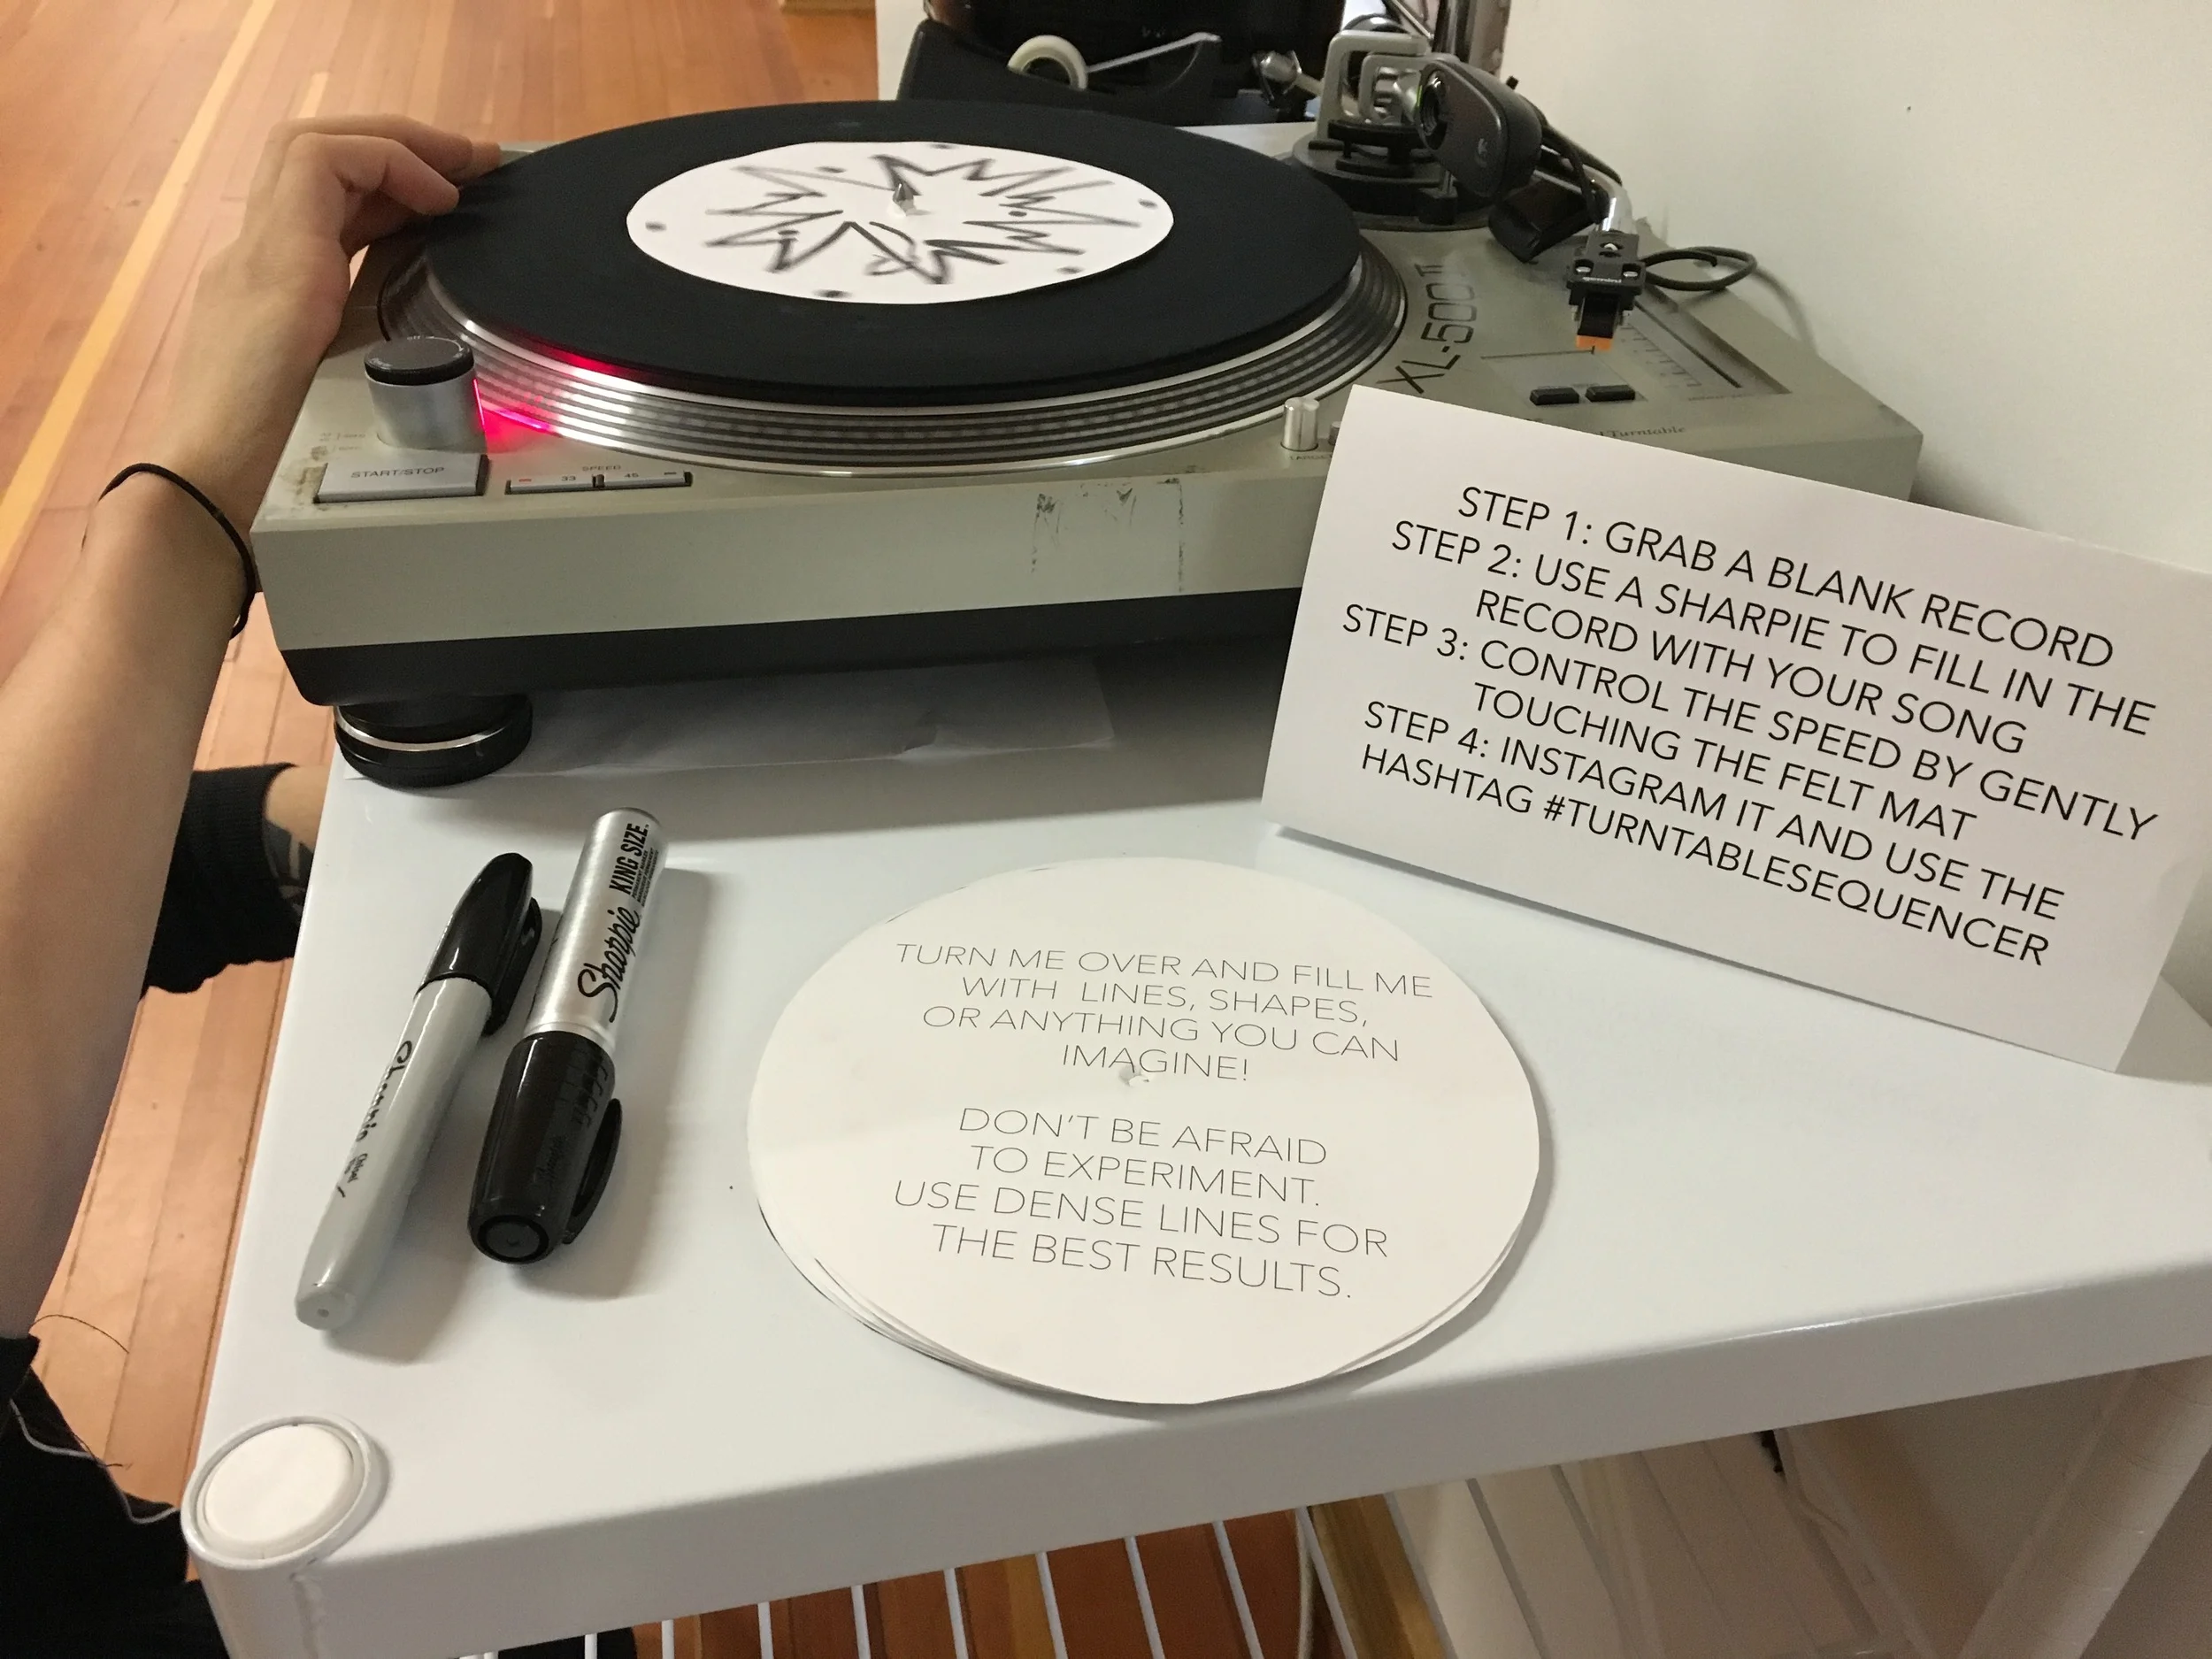 XL-500 II
START/STOP
SPEED
33
45
Turntable
STEP 1: GRAB A BLANK RECORD
STEP 2: USE A SHARPIE TO FILL IN THE
RECORD WITH YOUR SONG
STEP 3: CONTROL THE SPEED BY GENTLY
TOUCHING THE FELT MAT
STEP 4: INSTAGRAM IT AND USE THE
HASHTAG #TURNTABLESEQUENCER
Sharpie
KING SIZE
Sharpie
TURN ME OVER AND FILL ME
WITH LINES, SHAPES,
OR ANYTHING YOU CAN
IMAGINE!
DON'T BE AFRAID
TO EXPERIMENT.
USE DENSE LINES FOR
THE BEST RESULTS.